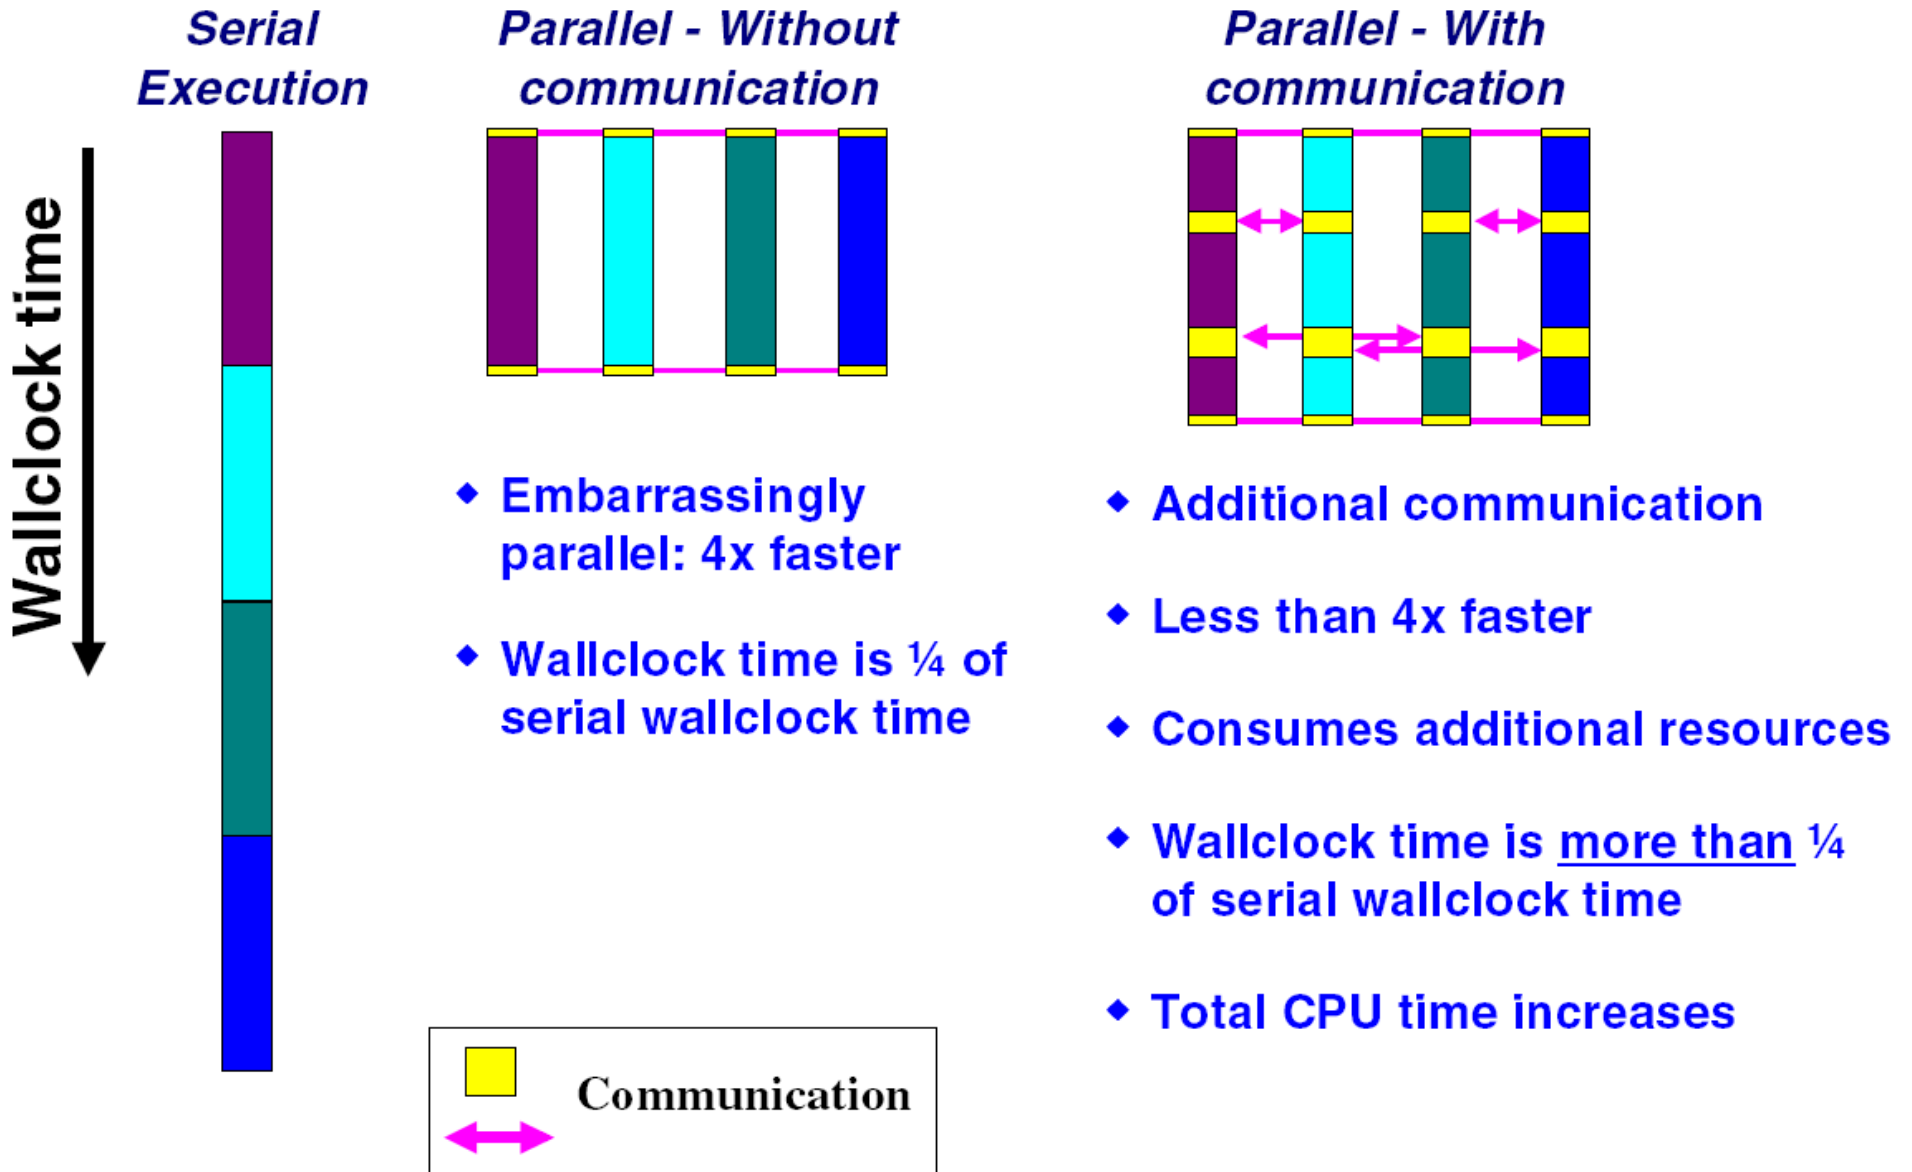 Serial
Execution
Parallel - Without
communication
Parallel - With
communication
Wallclock time
◆ Embarrassingly
parallel: 4x faster
◆ Wallclock time is ¼ of
serial wallclock time
◆ Additional communication
◆ Less than 4x faster
◆ Consumes additional resources
◆ Wallclock time is more than ¼
of serial wallclock time
◆ Total CPU time increases
Communication